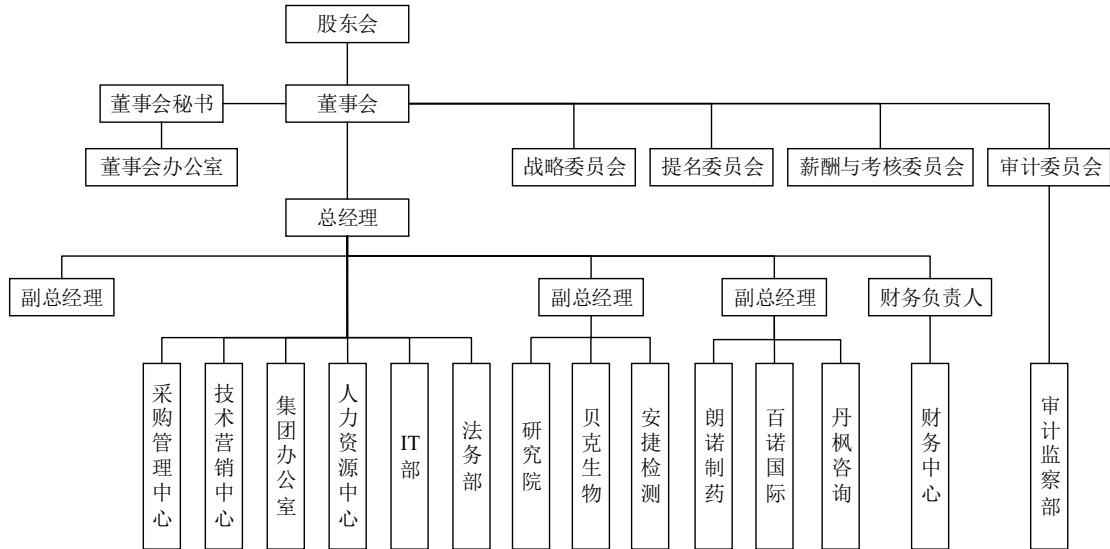 股东会
董事会秘书
董事会
董事会办公室
战略委员会
提名委员会
薪酬与考核委员会
审计委员会
总经理
副总经理
副总经理
副总经理
财务负责人
采购管理中心
技术营销中心
集团办公室
人力资源中心
IT部
法务部
研究院
贝克生物
安捷检测
朗诺制药
百诺国际
丹枫咨询
财务中心
审计监察部